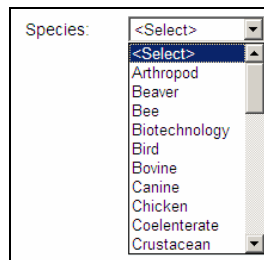 Species: <Select>
<Select>
Arthropod
Beaver
Bee
Biotechnology
Bird
Bovine
Canine
Chicken
Coelenterate
Crustacean